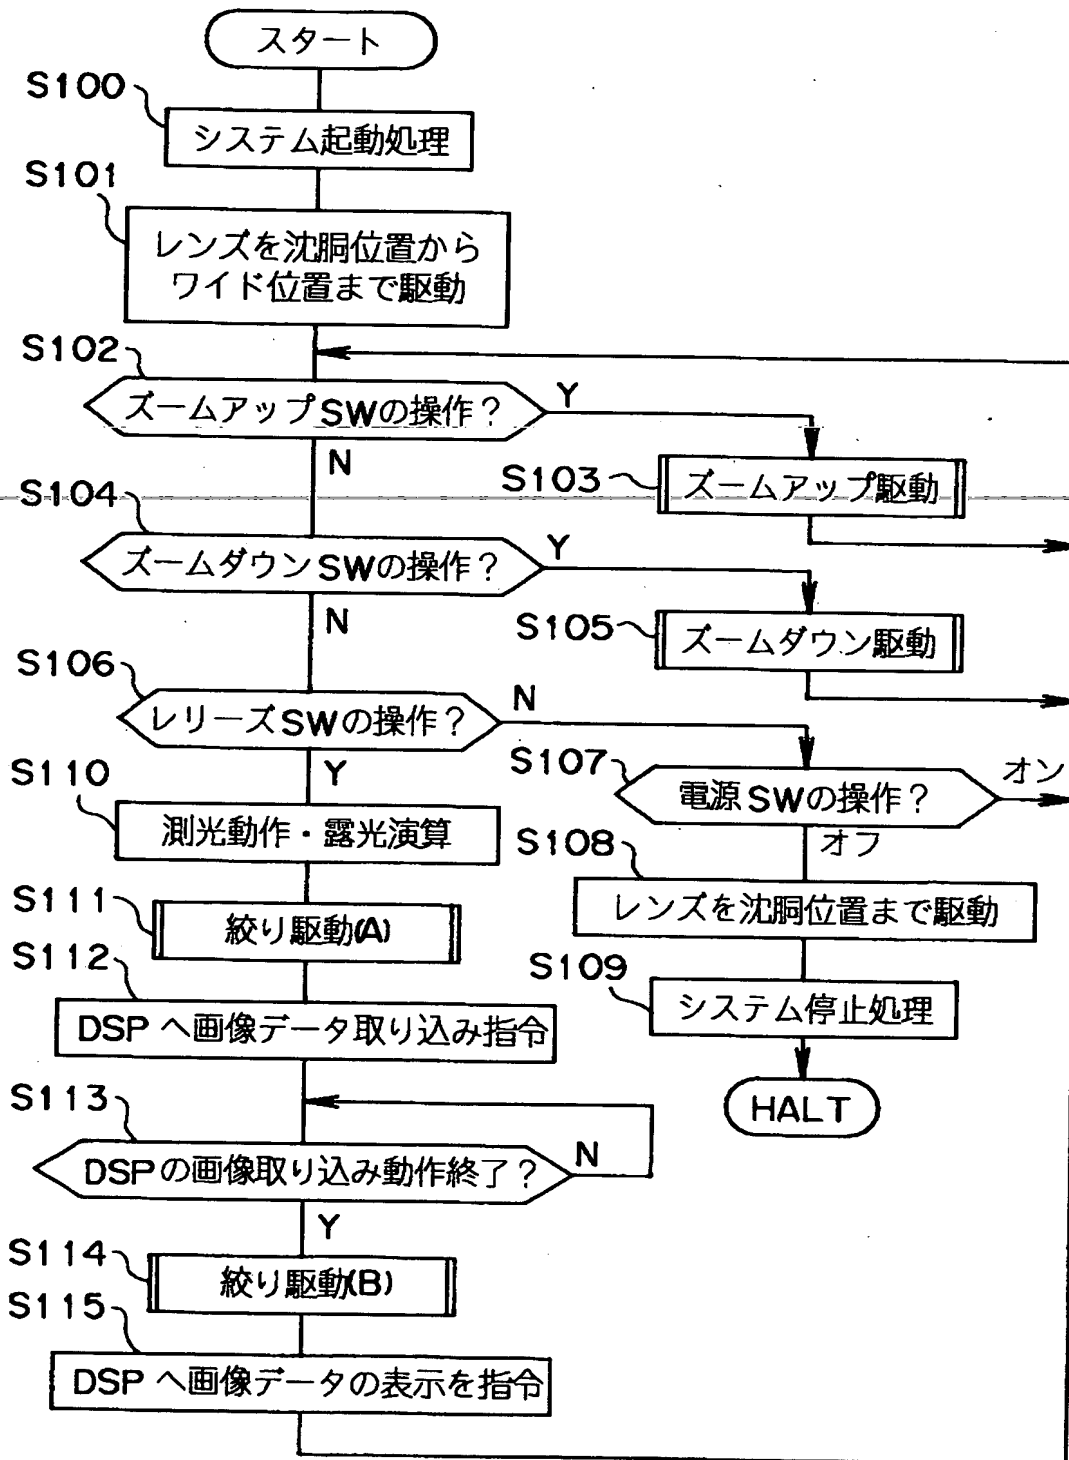 スタート
S100
システム起動処理
S101
レンズを沈胴位置から
ワイド位置まで駆動
S102
ズームアップSWの操作?
Y
N
S103
ズームアップ駆動
S104
ズームダウンSWの操作?
Y
N
S105
ズームダウン駆動
S106
レリーズSWの操作?
N
Y
S107
電源SWの操作?
オン
オフ
S108
レンズを沈胴位置まで駆動
S109
システム停止処理
HALT
S110
測光動作・露光演算
S111
絞り駆動(A)
S112
DSPへ画像データ取り込み指令
S113
DSPの画像取り込み動作終了?
N
Y
S114
絞り駆動(B)
S115
DSPへ画像データの表示を指令